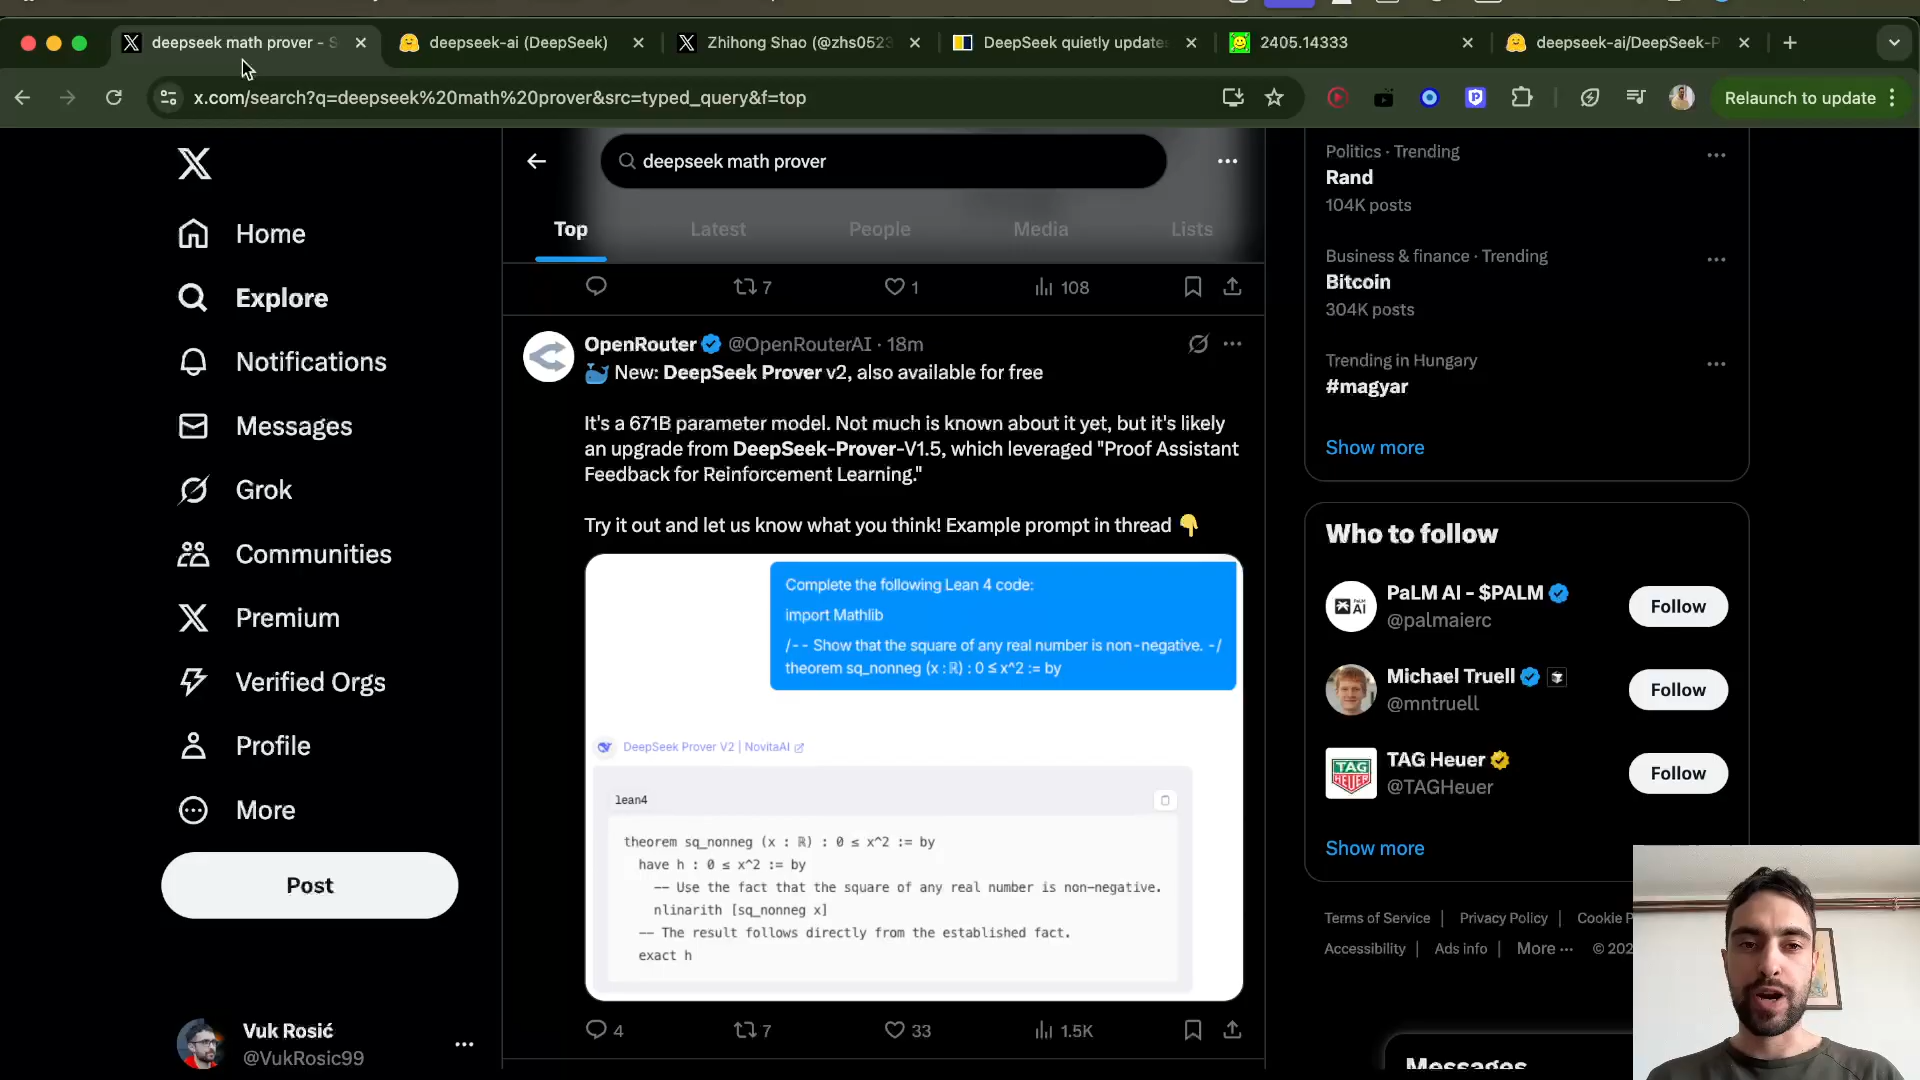 deepseek math prover - S
deepseek-ai (DeepSeek)
Zhihong Shao (@zhs0523
DeepSeek quietly updates
2405.14333
deepseek-ai/DeepSeek-P
x.com/search?q=deepseek%20math%20prover&src=typed_query&f=top
Relaunch to update
Home
Explore
Notifications
Messages
Grok
Communities
Premium
Verified Orgs
Profile
More
Post
Vuk Rosić
@VukRosic99
deepseek math prover
Top
Latest
People
Media
Lists
7
1
108
OpenRouter @OpenRouterAI · 18m
New: DeepSeek Prover v2, also available for free
It's a 671B parameter model. Not much is known about it yet, but it's likely
an upgrade from DeepSeek-Prover-V1.5, which leveraged "Proof Assistant
Feedback for Reinforcement Learning."
Try it out and let us know what you think! Example prompt in thread
Complete the following Lean 4 code:
import Mathlib
/-- Show that the square of any real number is non-negative. -/
theorem sq_nonneg (x : ℝ) : 0 ≤ x^2 := by
DeepSeek Prover V2 | NovitaAI
lean4
theorem sq_nonneg (x : ℝ) : 0 ≤ x^2 := by
have h : 0 ≤ x^2 := by
-- Use the fact that the square of any real number is non-negative.
nlinarith [sq_nonneg x]
-- The result follows directly from the established fact.
exact h
4
7
33
1.5K
Politics · Trending
Rand
104K posts
Business & finance · Trending
Bitcoin
304K posts
Trending in Hungary
#magyar
Show more
Who to follow
PaLM AI - $PALM
@palmaierc
Follow
Michael Truell
@mntruell
Follow
TAG Heuer
@TAGHeuer
Follow
Show more
Terms of Service | Privacy Policy | Cookie P
Accessibility | Ads info | More ··· © 202
Messages